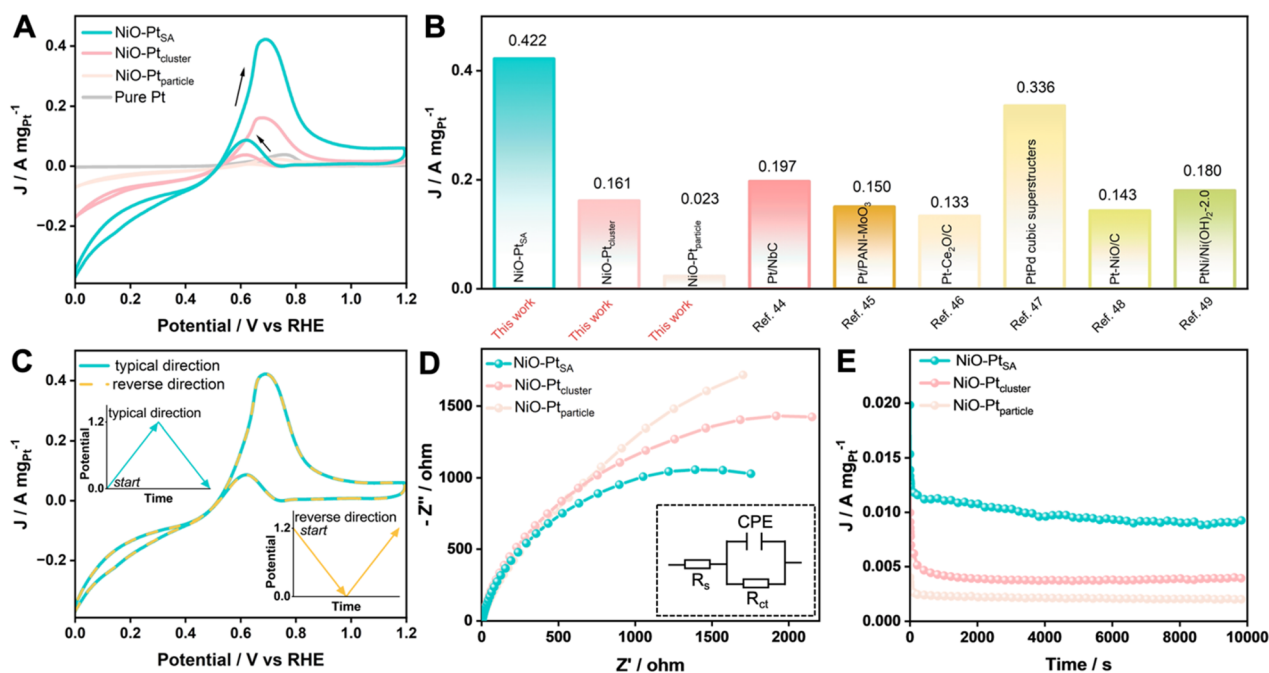 A
NiO-Pt_SA
NiO-Pt_cluster
NiO-Pt_particle
Pure Pt
J / A mg_Pt^-1
0.4
0.2
0.0
−0.2
0.0 0.2 0.4 0.6 0.8 1.0 1.2
Potential / V vs RHE
B
J / A mg_Pt^-1
0.4
0.2
0.0
0.422
0.161
0.023
0.197
0.150
0.133
0.336
0.143
0.180
NiO-Pt_SA
NiO-Pt_cluster
NiO-Pt_particle
Pt/NbC
Pt/PANI-MoO_3
Pt-Ce_2O/C
PtPd cubic superstructers
Pt-NiO/C
PtNi/Ni(OH)_2-2.0
This work
This work
This work
Ref. 44
Ref. 45
Ref. 46
Ref. 47
Ref. 48
Ref. 49
C
typical direction
reverse direction
J / A mg_Pt^-1
0.4
0.2
0.0
−0.2
typical direction
Potential
1.2
0.0
start
Time
reverse direction
Potential
1.2
start
0.0
Time
0.0 0.2 0.4 0.6 0.8 1.0 1.2
Potential / V vs RHE
D
NiO-Pt_SA
NiO-Pt_cluster
NiO-Pt_particle
- Z'' / ohm
1500
1000
500
0
CPE
R_s
R_ct
0 500 1000 1500 2000
Z' / ohm
E
NiO-Pt_SA
NiO-Pt_cluster
NiO-Pt_particle
J / A mg_Pt^-1
0.020
0.015
0.010
0.005
0.000
0 2000 4000 6000 8000 10000
Time / s